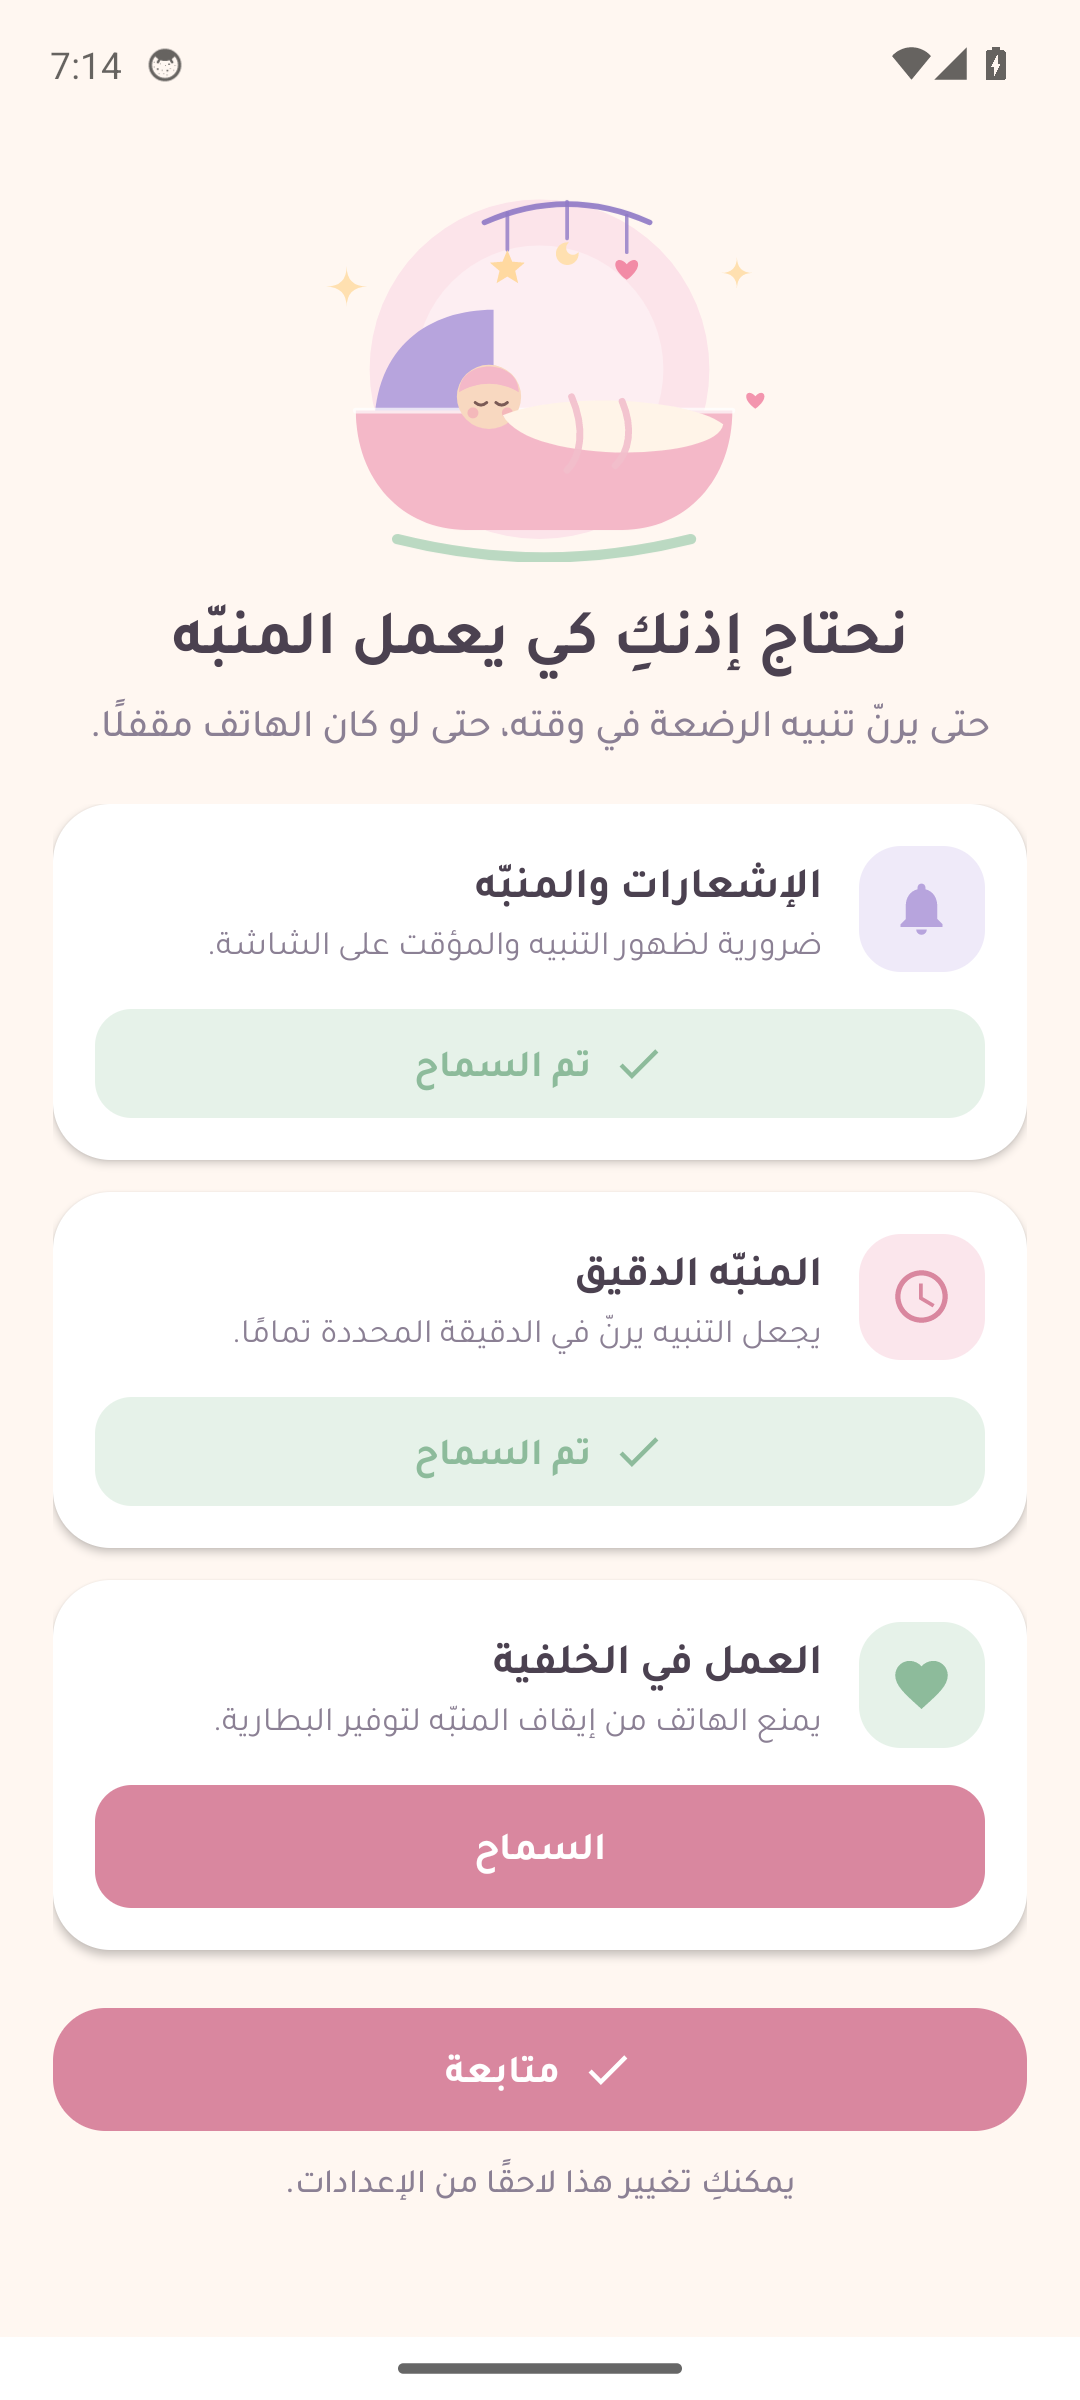 7:14
نحتاج إذنكِ كي يعمل المنبّه
حتى يرنّ تنبيه الرضعة في وقته، حتى لو كان الهاتف مقفلًا.
الإشعارات والمنبّه
ضرورية لظهور التنبيه والمؤقت على الشاشة.
تم السماح
المنبّه الدقيق
يجعل التنبيه يرنّ في الدقيقة المحددة تمامًا.
تم السماح
العمل في الخلفية
يمنع الهاتف من إيقاف المنبّه لتوفير البطارية.
السماح
متابعة
يمكنكِ تغيير هذا لاحقًا من الإعدادات.